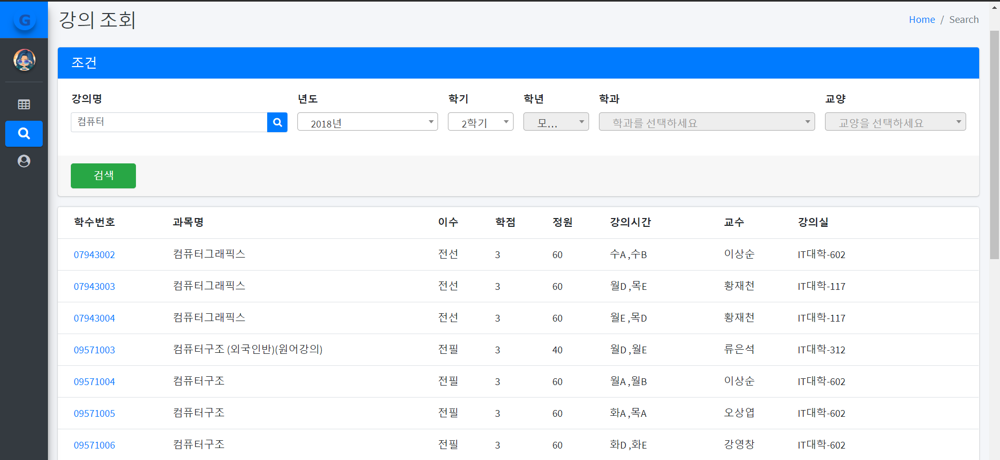 G
강의 조회
Home / Search
조건
강의명 년도 학기 학년 학과 교양
컴퓨터 2018년 2학기 모... 학과를 선택하세요 교양을 선택하세요
검색
학수번호 과목명 이수 학점 정원 강의시간 교수 강의실
07943002 컴퓨터그래픽스 전선 3 60 수A ,수B 이상순 IT대학-602
07943003 컴퓨터그래픽스 전선 3 60 월D ,목E 황재천 IT대학-117
07943004 컴퓨터그래픽스 전선 3 60 월E ,목D 황재천 IT대학-117
09571003 컴퓨터구조 (외국인반)(원어강의) 전필 3 40 월D ,월E 류은석 IT대학-312
09571004 컴퓨터구조 전필 3 60 월A ,월B 이상순 IT대학-602
09571005 컴퓨터구조 전필 3 60 화A ,목A 오상엽 IT대학-602
09571006 컴퓨터구조 전필 3 60 화D ,화E 강영창 IT대학-602